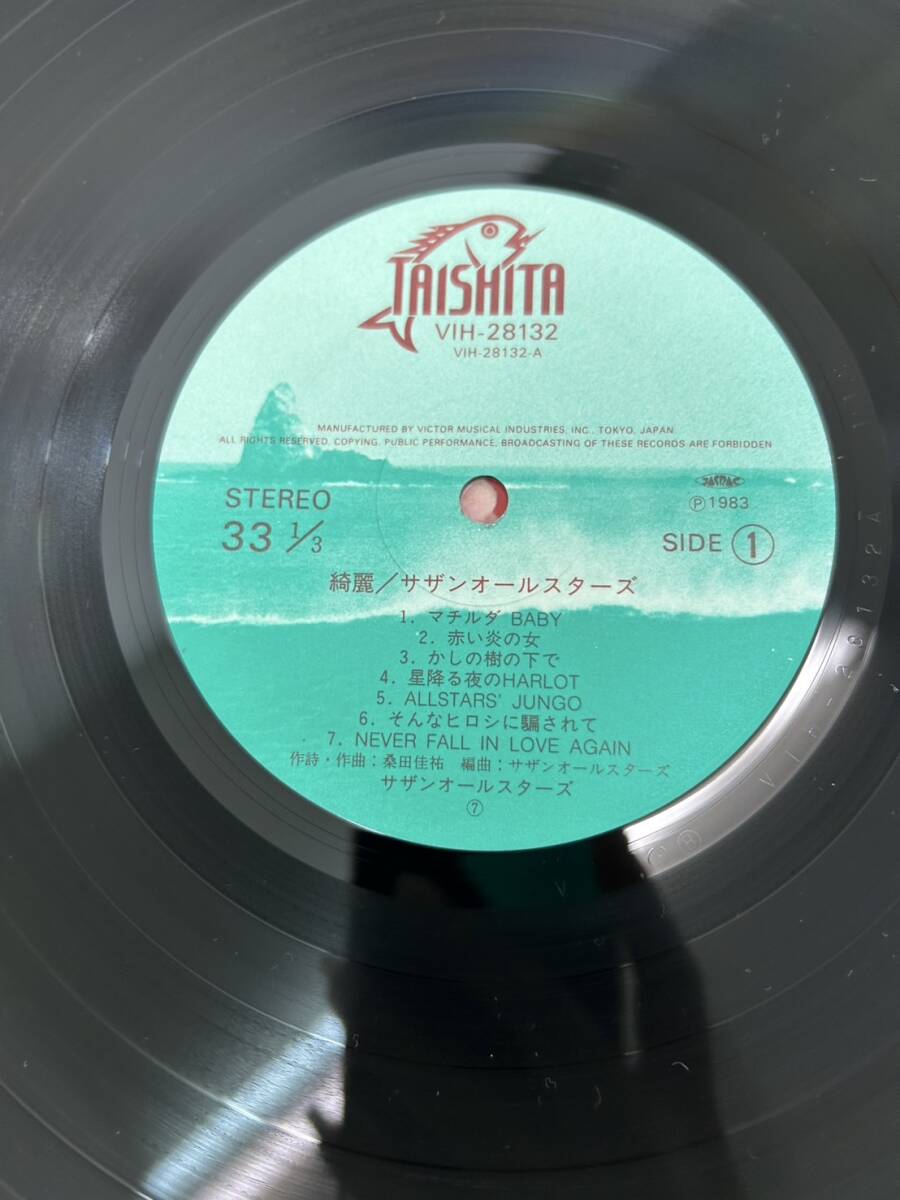 TAISHITA
VIH-28132
VIH-28132-A
MANUFACTURED BY VICTOR MUSICAL INDUSTRIES, INC., TOKYO, JAPAN
ALL RIGHTS RESERVED. COPYING. PUBLIC PERFORMANCE, BROADCASTING OF THESE RECORDS ARE FORBIDDEN
STEREO
33 1/3
JASRAC
Ⓟ1983
SIDE ①
綺麗／サザンオールスターズ
1. マチルダ BABY
2. 赤い炎の女
3. かしの樹の下で
4. 星降る夜のHARLOT
5. ALLSTARS' JUNGO
6. そんなヒロシに騙されて
7. NEVER FALL IN LOVE AGAIN
作詩・作曲：桑田佳祐 編曲：サザンオールスターズ
サザンオールスターズ
⑦